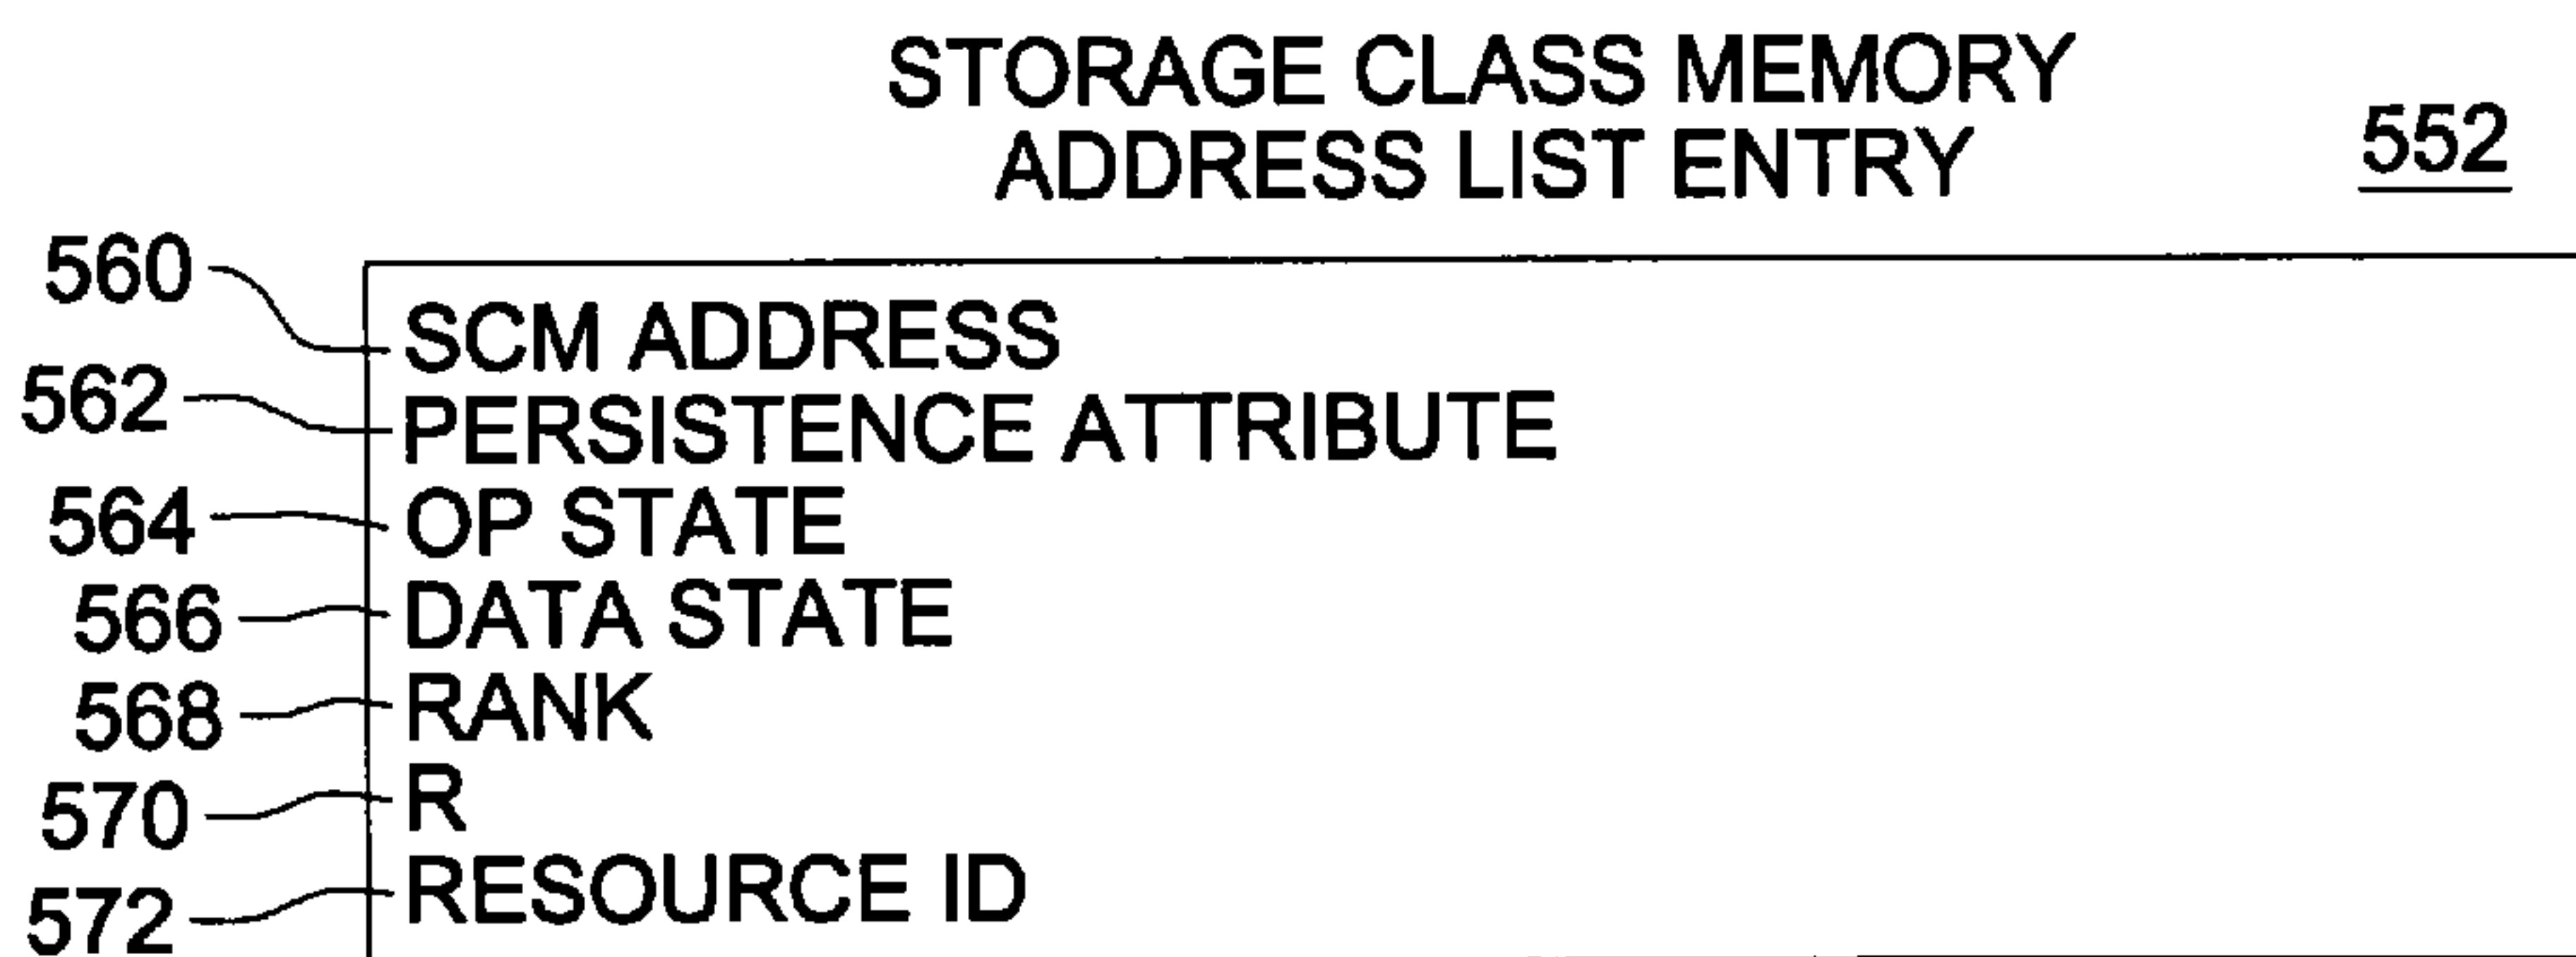 STORAGE CLASS MEMORY
ADDRESS LIST ENTRY
552
560 SCM ADDRESS
562 PERSISTENCE ATTRIBUTE
564 OP STATE
566 DATA STATE
568 RANK
570 R
572 RESOURCE ID